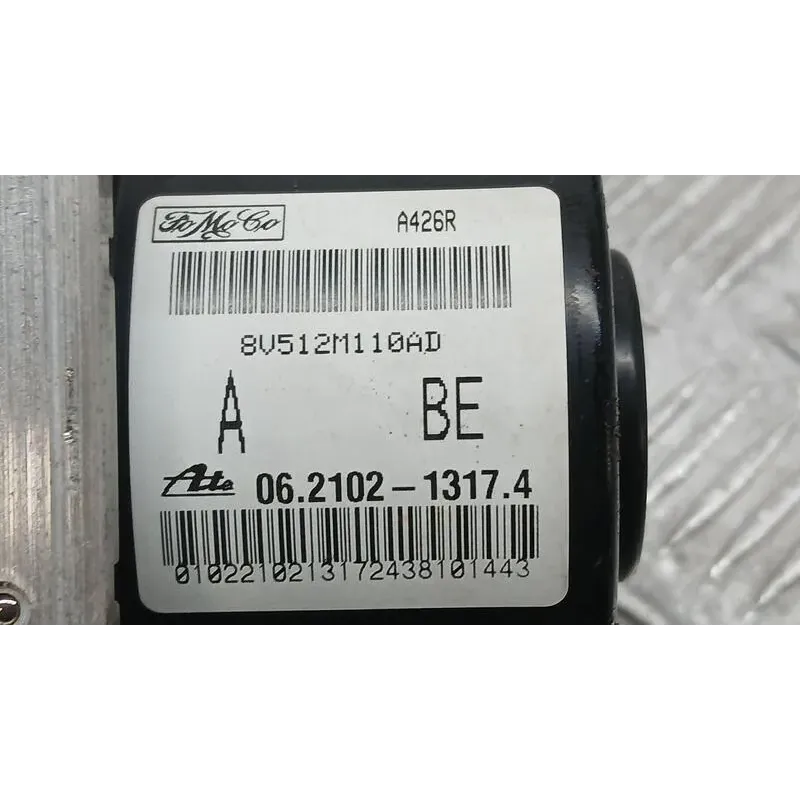 FoMoCo A426R
8V512M110AD
A BE
Ate 06.2102-1317.4
0102210213172438101443